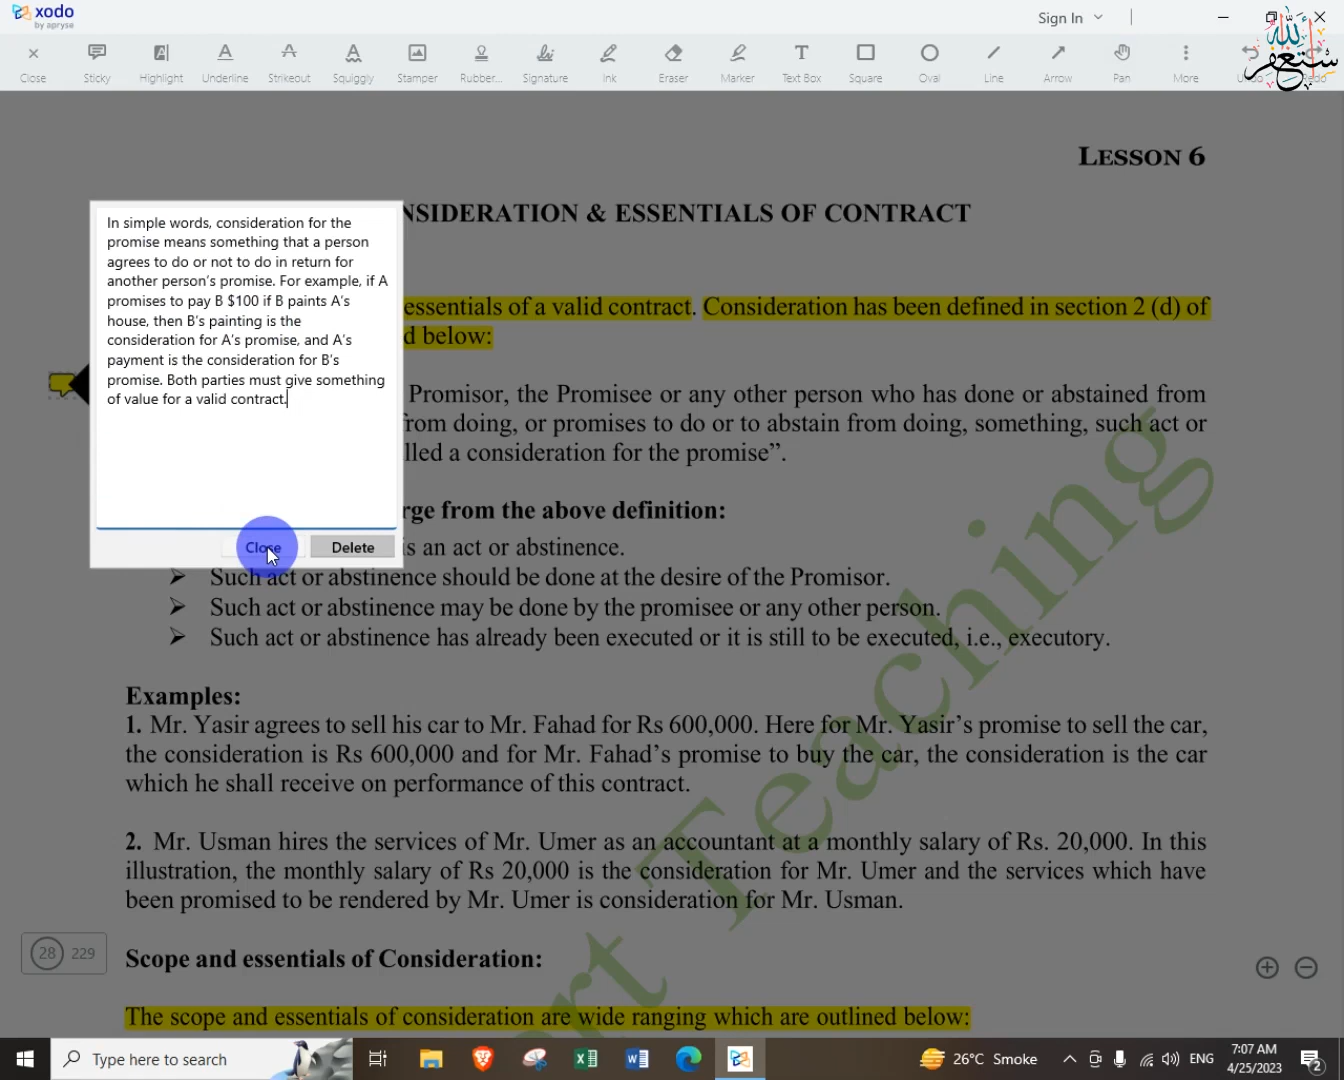 xodo
by apryse
Sign In
Close
Sticky
Highlight
Underline
Strikeout
Squiggly
Stamper
Rubber...
Signature
Ink
Eraser
Marker
Text Box
Square
Oval
Line
Arrow
Pan
More
LESSON 6
NSIDERATION & ESSENTIALS OF CONTRACT
In simple words, consideration for the
promise means something that a person
agrees to do or not to do in return for
another person's promise. For example, if A
promises to pay B $100 if B paints A's
house, then B's painting is the
consideration for A's promise, and A's
payment is the consideration for B's
promise. Both parties must give something
of value for a valid contract.
Close
Delete
essentials of a valid contract. Consideration has been defined in section 2 (d) of
d below:
Promisor, the Promisee or any other person who has done or abstained from
rom doing, or promises to do or to abstain from doing, something, such act or
lled a consideration for the promise”.
rge from the above definition:
is an act or abstinence.
➢ Such act or abstinence should be done at the desire of the Promisor.
➢ Such act or abstinence may be done by the promisee or any other person.
➢ Such act or abstinence has already been executed or it is still to be executed, i.e., executory.
Examples:
1. Mr. Yasir agrees to sell his car to Mr. Fahad for Rs 600,000. Here for Mr. Yasir’s promise to sell the car,
the consideration is Rs 600,000 and for Mr. Fahad’s promise to buy the car, the consideration is the car
which he shall receive on performance of this contract.
2. Mr. Usman hires the services of Mr. Umer as an accountant at a monthly salary of Rs. 20,000. In this
illustration, the monthly salary of Rs 20,000 is the consideration for Mr. Umer and the services which have
been promised to be rendered by Mr. Umer is consideration for Mr. Usman.
28 229
Scope and essentials of Consideration:
The scope and essentials of consideration are wide ranging which are outlined below:
Teaching
Type here to search
26°C Smoke
ENG
7:07 AM
4/25/2023
2